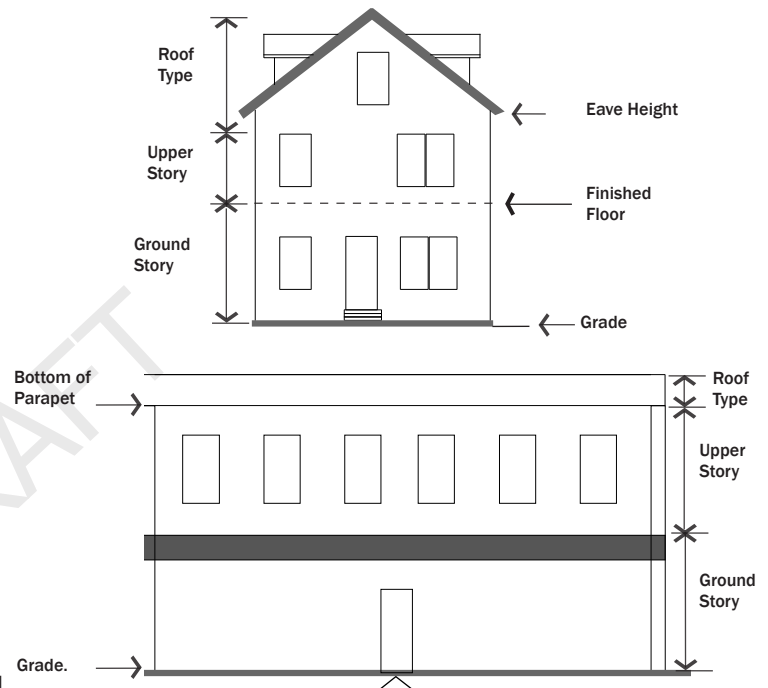 Roof
Type
Eave Height
Upper
Story
Finished
Floor
Ground
Story
Grade
Bottom of
Parapet
Roof
Type
Upper
Story
Ground
Story
Grade.